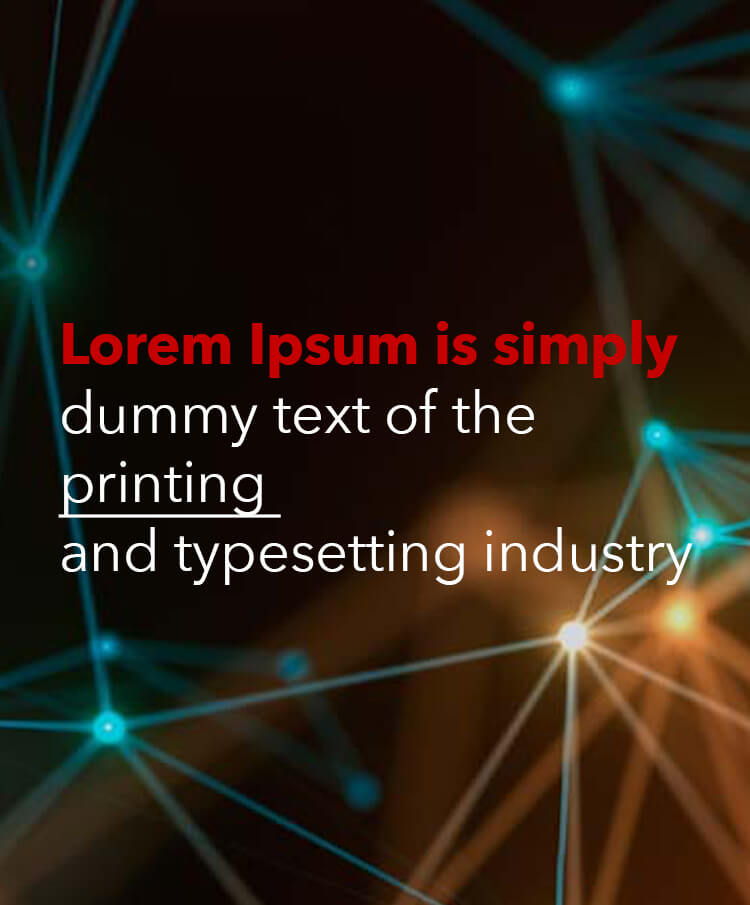 Lorem Ipsum is simply
dummy text of the
printing
and typesetting industry